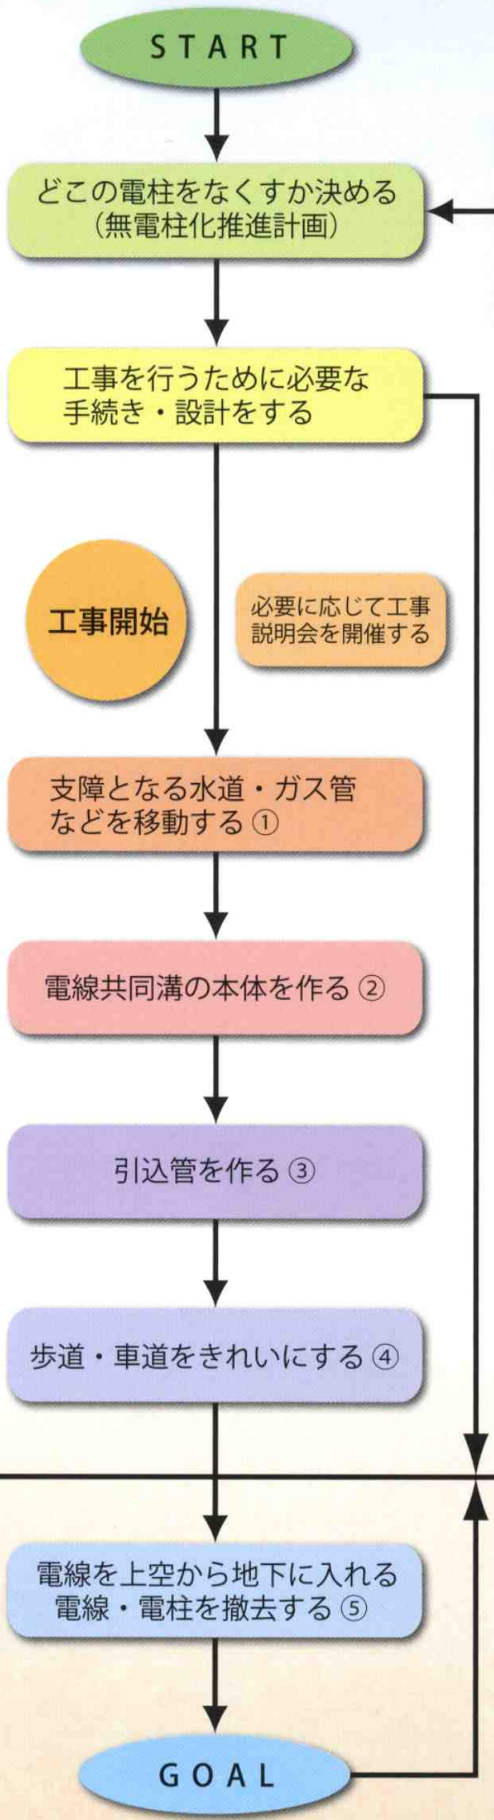 START
どこの電柱をなくすか決める
（無電柱化推進計画）
工事を行うために必要な
手続き・設計をする
工事開始
必要に応じて工事
説明会を開催する
支障となる水道・ガス管
などを移動する ①
電線共同溝の本体を作る ②
引込管を作る ③
歩道・車道をきれいにする ④
電線を上空から地下に入れる
電線・電柱を撤去する ⑤
GOAL